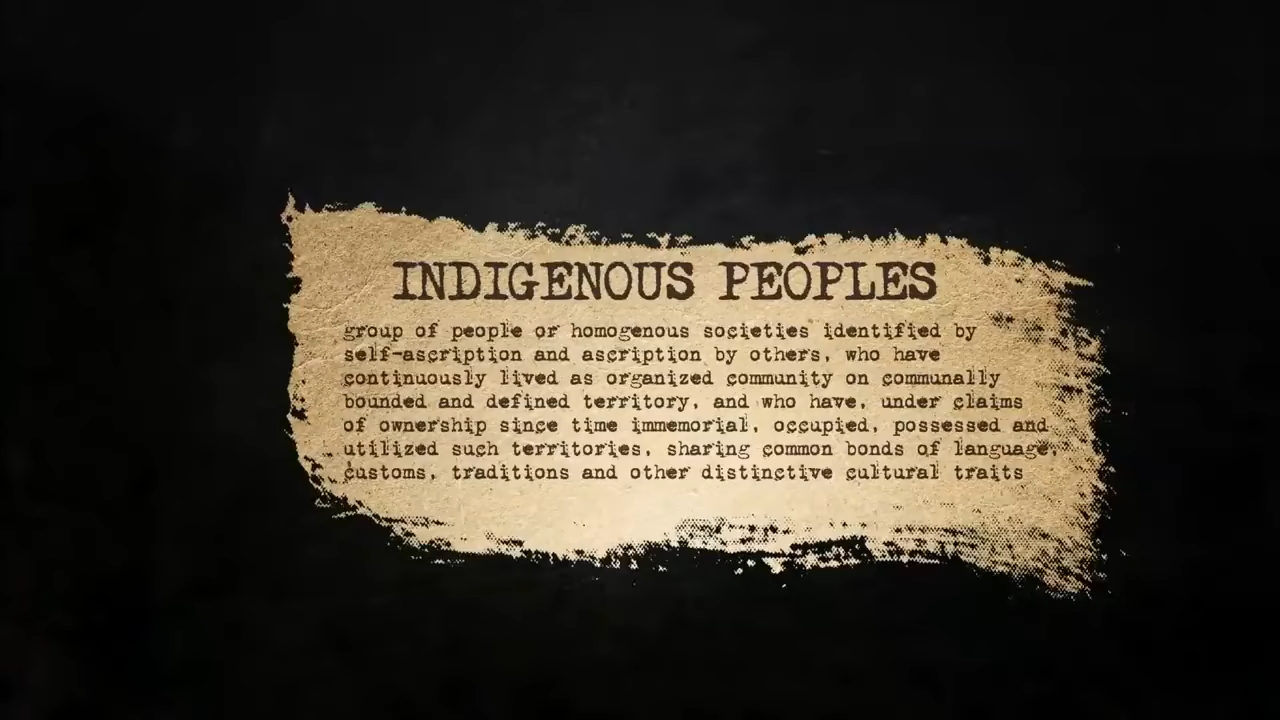 INDIGENOUS PEOPLES
group of people or homogenous societies identified by
self-ascription and ascription by others, who have
continuously lived as organized community on communally
bounded and defined territory, and who have, under claims
of ownership since time immemorial, occupied, possessed and
utilized such territories, sharing common bonds of language,
customs, traditions and other distinctive cultural traits